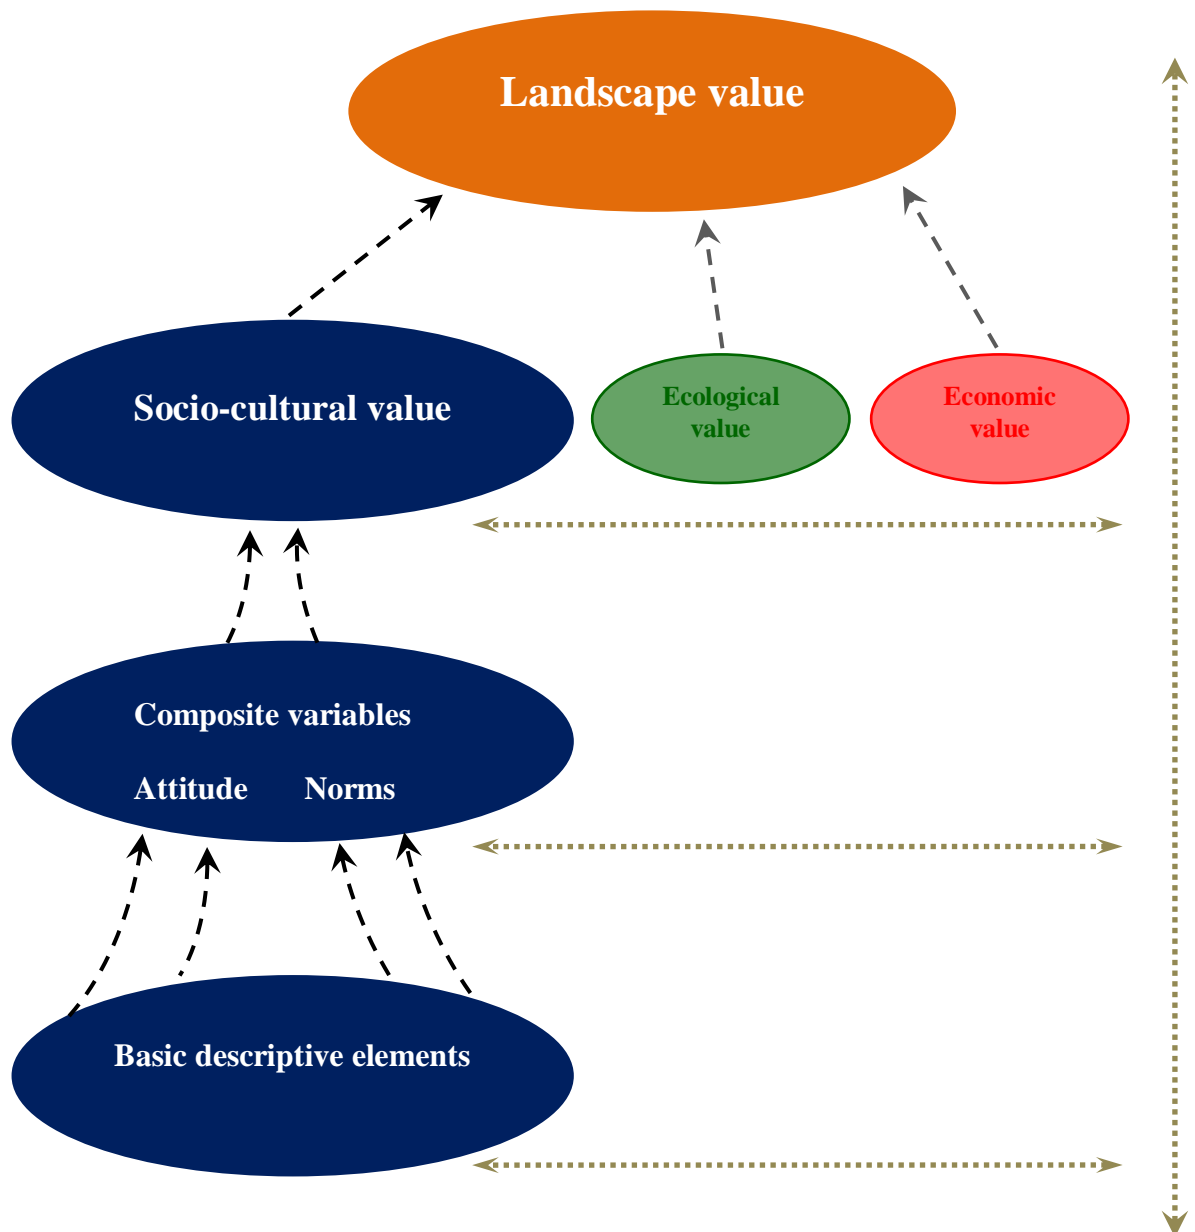 Landscape value
Socio-cultural value
Ecological
value
Economic
value
Composite variables
Attitude Norms
Basic descriptive elements